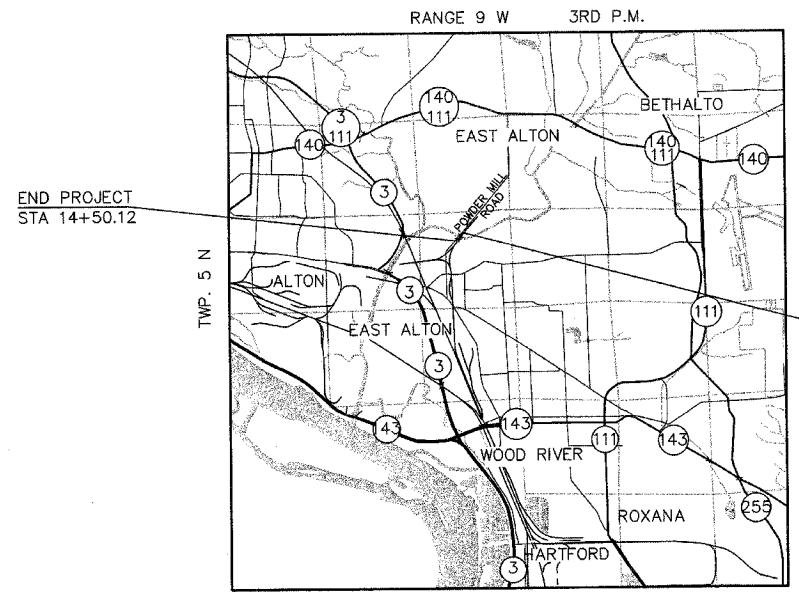 RANGE 9 W 3RD P.M.
BETHALTO
140
111
3
111
EAST ALTON
140
140
111
140
3
END PROJECT
STA 14+50.12
POWDER MILL
ROAD
TWP. 5 N
ALTON
3
111
EAST ALTON
3
143
143
111
143
WOOD RIVER
255
ROXANA
HARTFORD
3